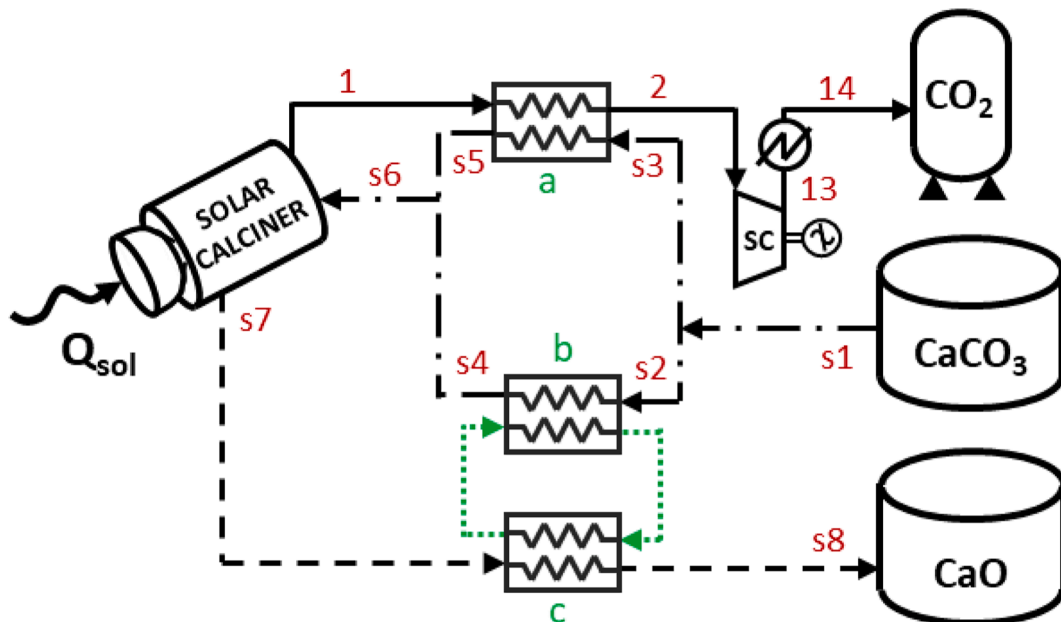 1
2
14
CO2
s5
s3
a
s6
13
SOLAR
CALCINER
SC
s7
Qsol
b
s1
CaCO3
s4
s2
s8
CaO
c